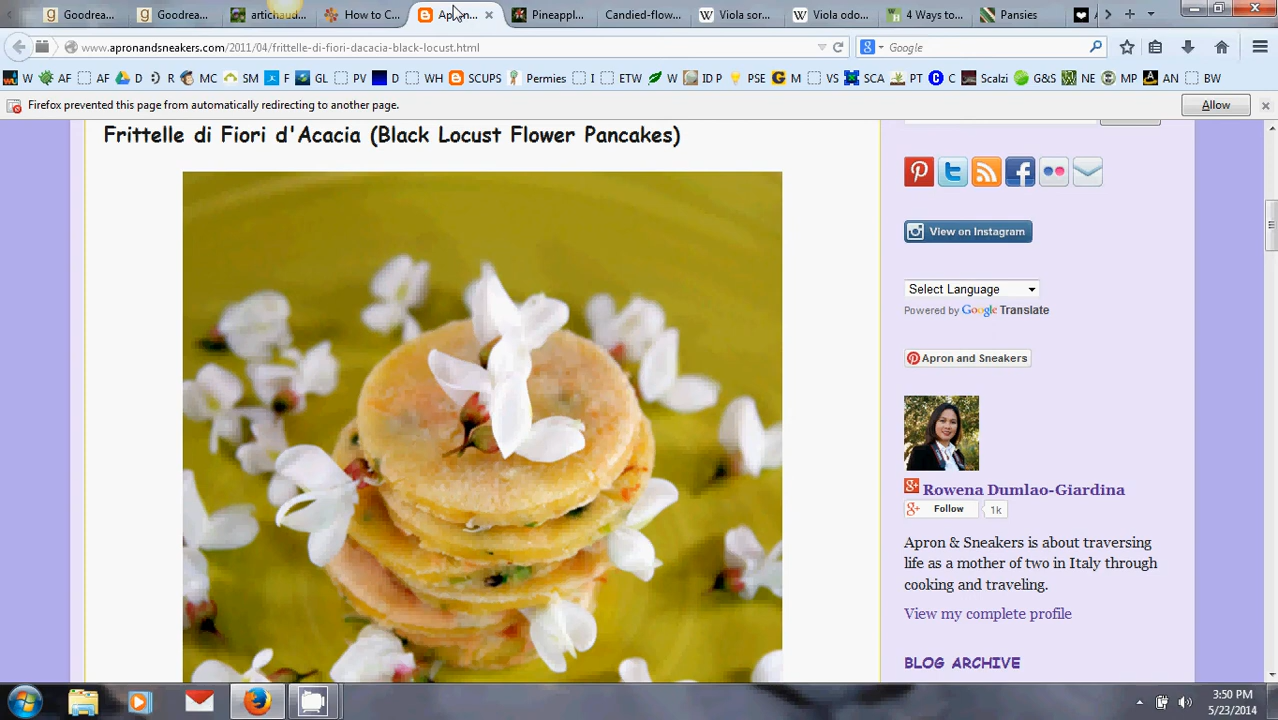 Goodrea...
Goodrea...
artichau...
How to C...
Apron...
Pineappl...
Candied-flow...
Viola sor...
Viola odo...
4 Ways to...
Pansies
www.apronandsneakers.com/2011/04/frittelle-di-fiori-dacacia-black-locust.html
Google
W AF AF D R MC SM F GL PV D WH SCUPS Permies I ETW W ID P PSE M VS SCA PT C Scalzi G&S NE MP AN BW
Firefox prevented this page from automatically redirecting to another page.
Allow
Frittelle di Fiori d'Acacia (Black Locust Flower Pancakes)
View on Instagram
Select Language
Powered by Google Translate
Apron and Sneakers
Rowena Dumlao-Giardina
Follow 1k
Apron & Sneakers is about traversing
life as a mother of two in Italy through
cooking and traveling.
View my complete profile
BLOG ARCHIVE
3:50 PM
5/23/2014